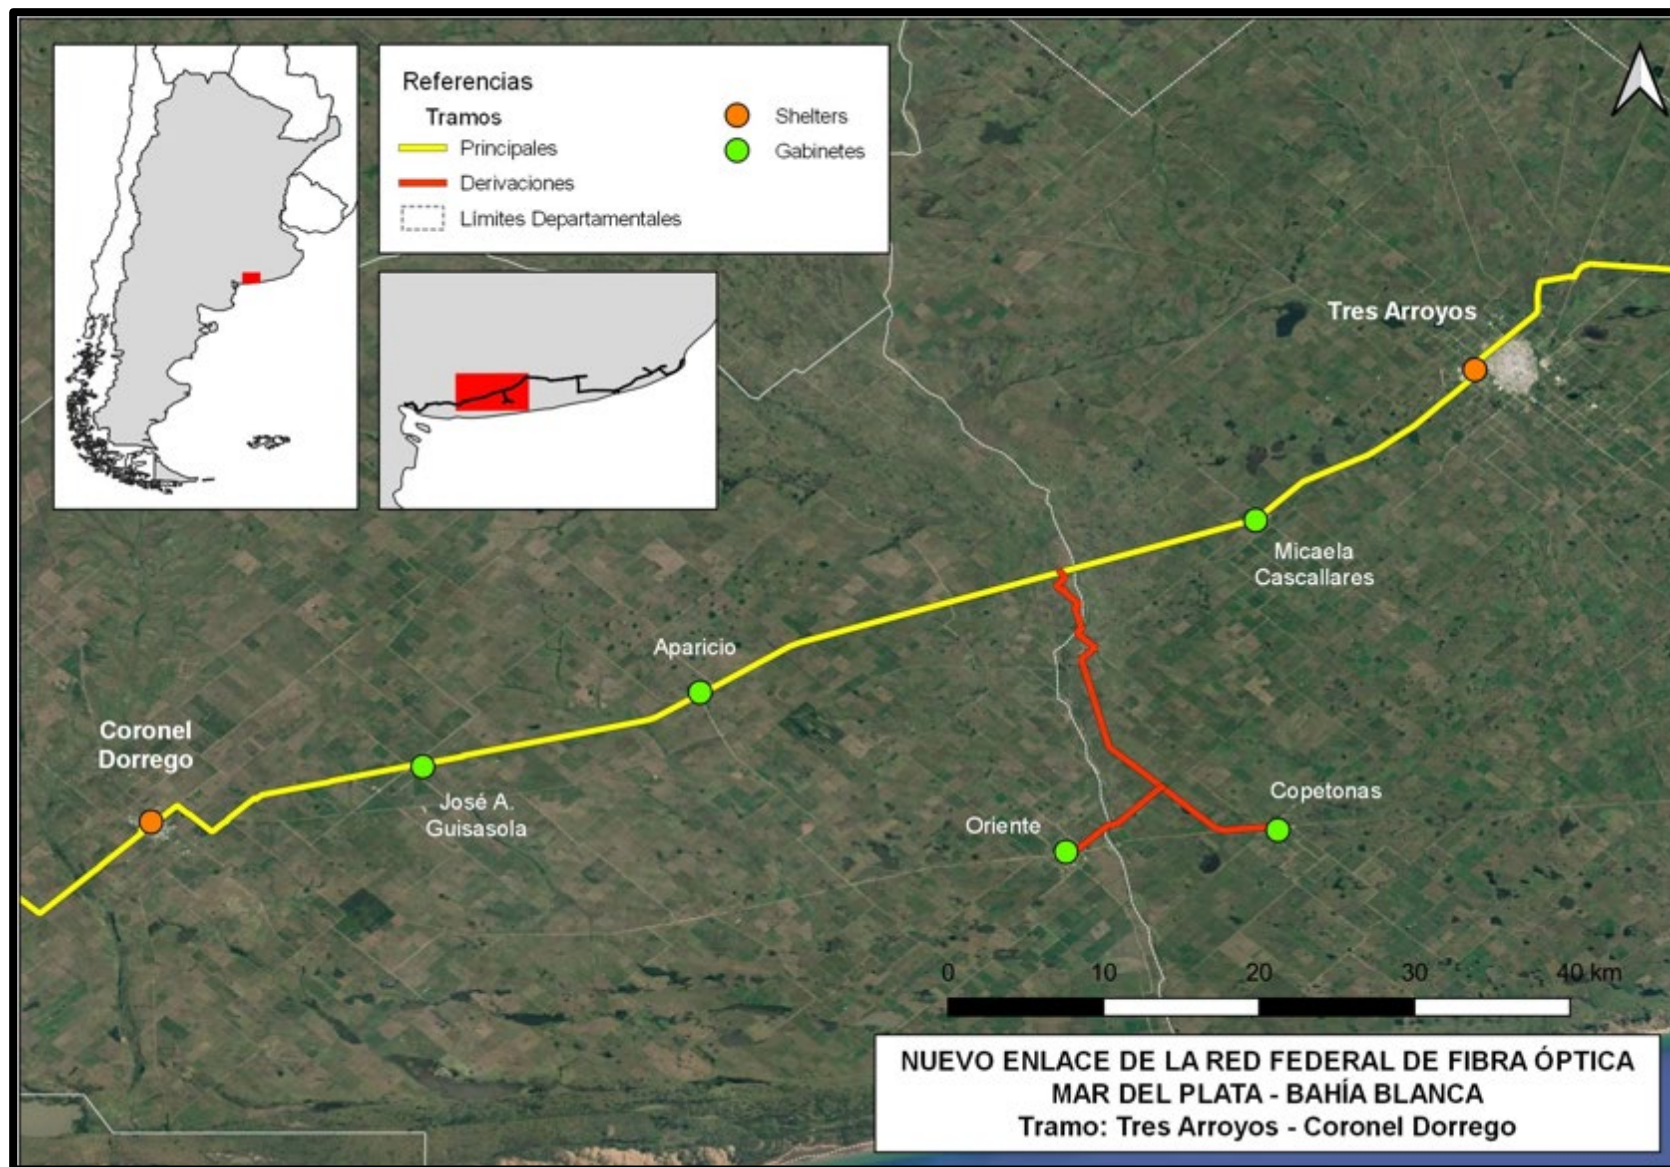 Referencias
Tramos
Principales
Derivaciones
Límites Departamentales
Shelters
Gabinetes
Tres Arroyos
Micaela
Cascallares
Aparicio
Coronel
Dorrego
José A.
Guisasola
Oriente
Copetonas
0 10 20 30 40 km
NUEVO ENLACE DE LA RED FEDERAL DE FIBRA ÓPTICA
MAR DEL PLATA - BAHÍA BLANCA
Tramo: Tres Arroyos - Coronel Dorrego